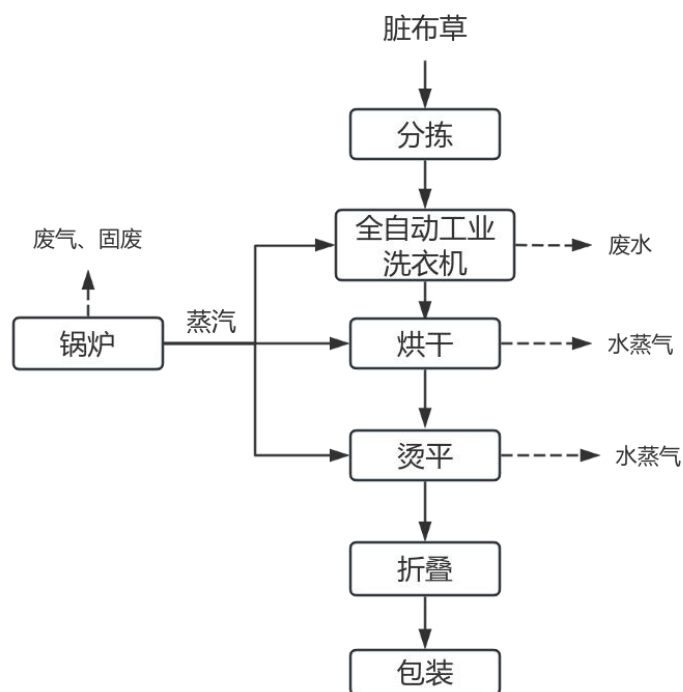 脏布草
分拣
全自动工业
洗衣机
废水
废气、固废
蒸汽
锅炉
烘干
水蒸气
烫平
水蒸气
折叠
包装